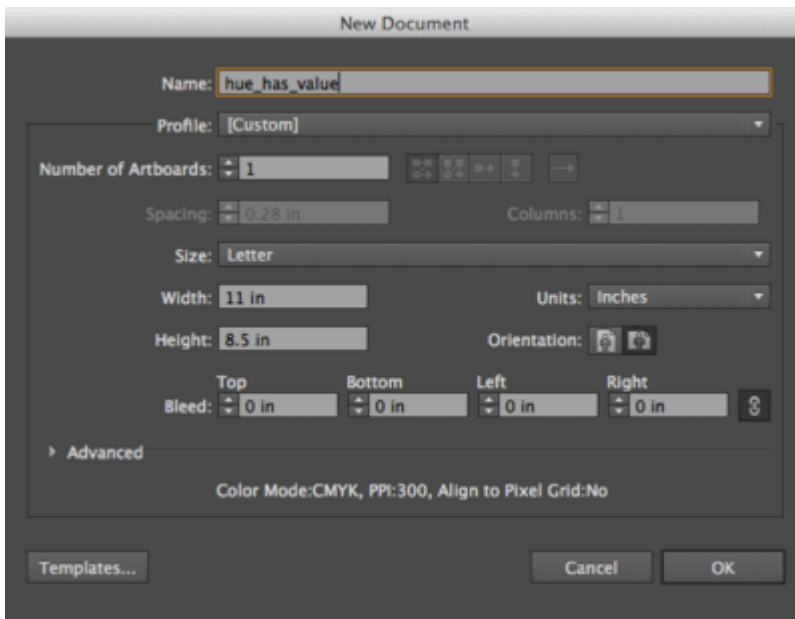 New Document
Name: hue_has_value
Profile: [Custom]
Number of Artboards: 1
Spacing: 0.28 in Columns: 1
Size: Letter
Width: 11 in Units: Inches
Height: 8.5 in Orientation:
Top Bottom Left Right
Bleed: 0 in 0 in 0 in 0 in
Advanced
Color Mode:CMYK, PPI:300, Align to Pixel Grid:No
Templates... Cancel OK